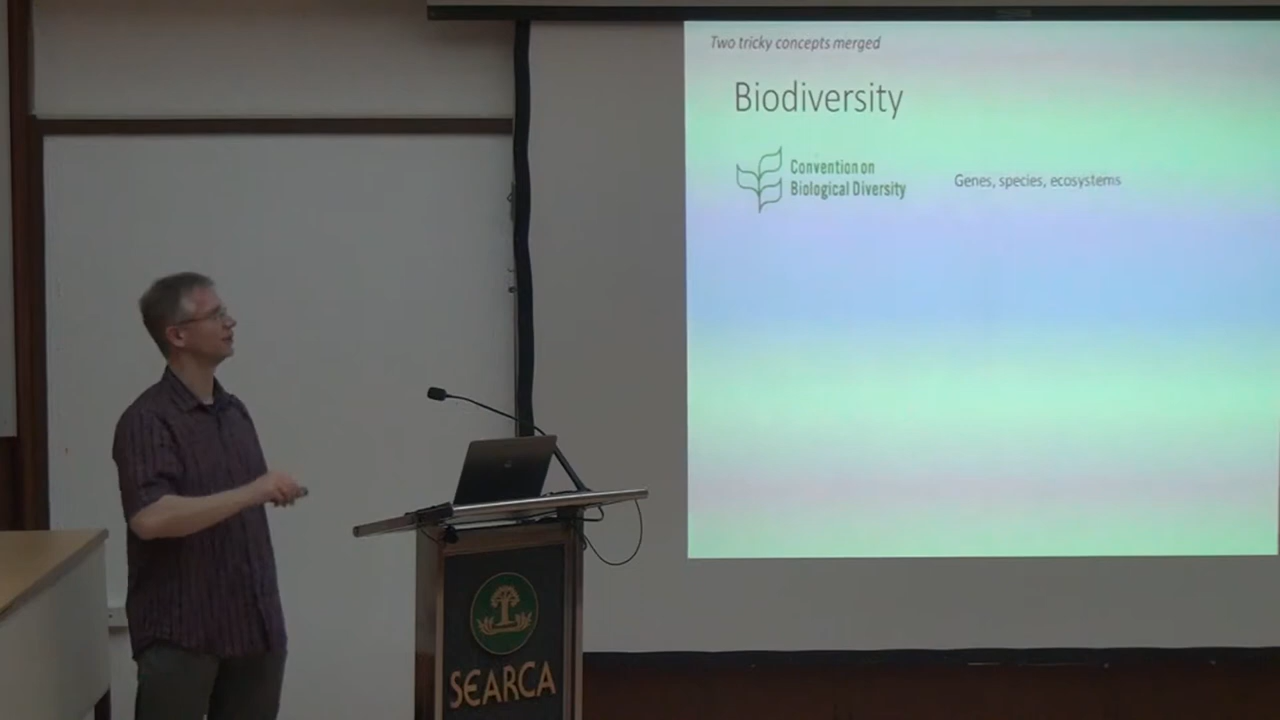 Two tricky concepts merged
Biodiversity
Convention on
Biological Diversity
Genes, species, ecosystems
SEARCA